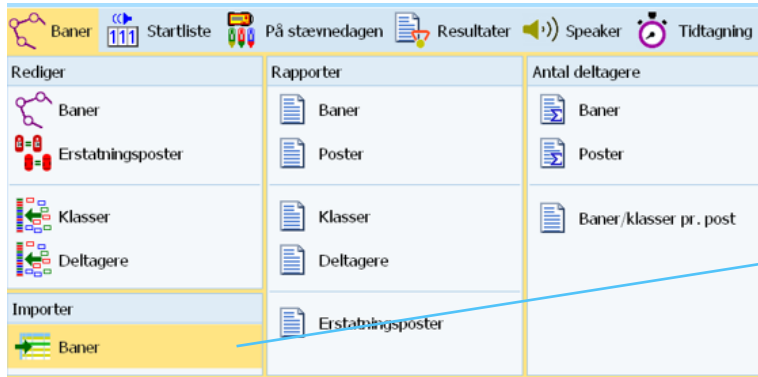 Baner
111 Startliste
På stævnedagen
Resultater
Speaker
Tidtagning
Rediger
Baner
Erstatningsposter
Klasser
Deltagere
Importer
Baner
Rapporter
Baner
Poster
Klasser
Deltagere
Erstatningsposter
Antal deltagere
Σ Baner
Σ Poster
Baner/klasser pr. post